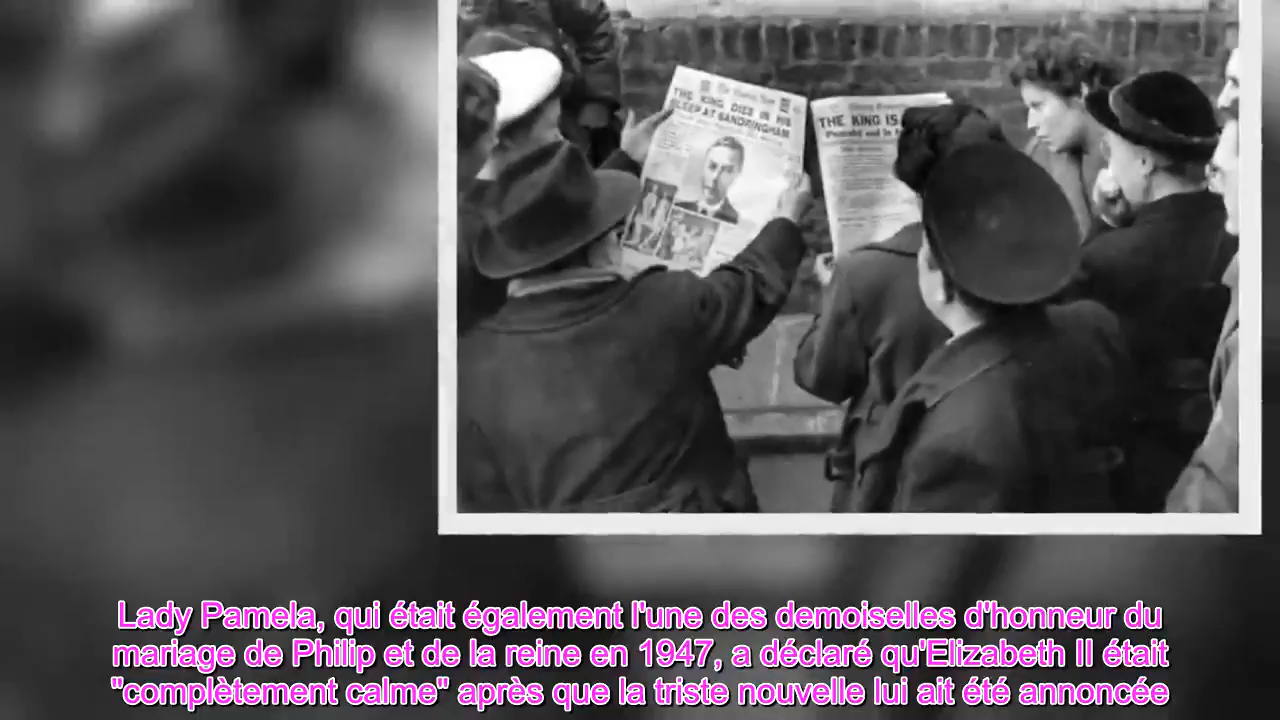 THE KING DIES IN HIS
SLEEP AT SANDRINGHAM
THE KING IS
Lady Pamela, qui était également l'une des demoiselles d'honneur du
mariage de Philip et de la reine en 1947, a déclaré qu'Elizabeth II était
"complètement calme" après que la triste nouvelle lui ait été annoncée